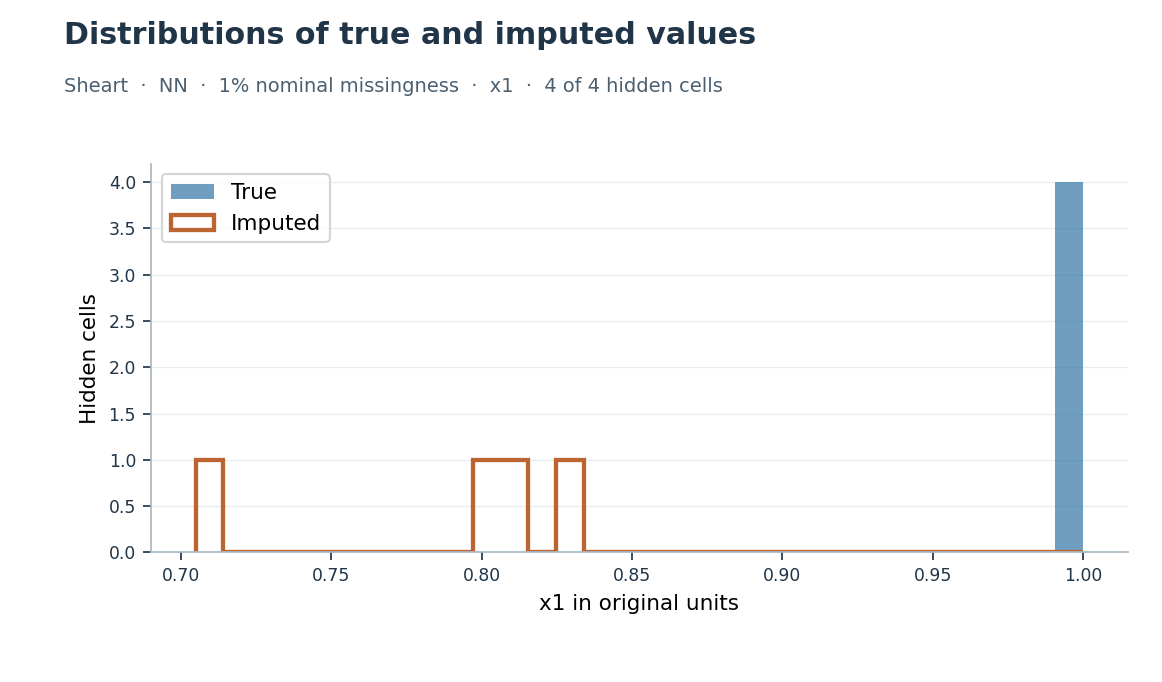 Distributions of true and imputed values
Sheart · NN · 1% nominal missingness · x1 · 4 of 4 hidden cells
True
Imputed
Hidden cells
4.0
3.5
3.0
2.5
2.0
1.5
1.0
0.5
0.0
0.70 0.75 0.80 0.85 0.90 0.95 1.00
x1 in original units